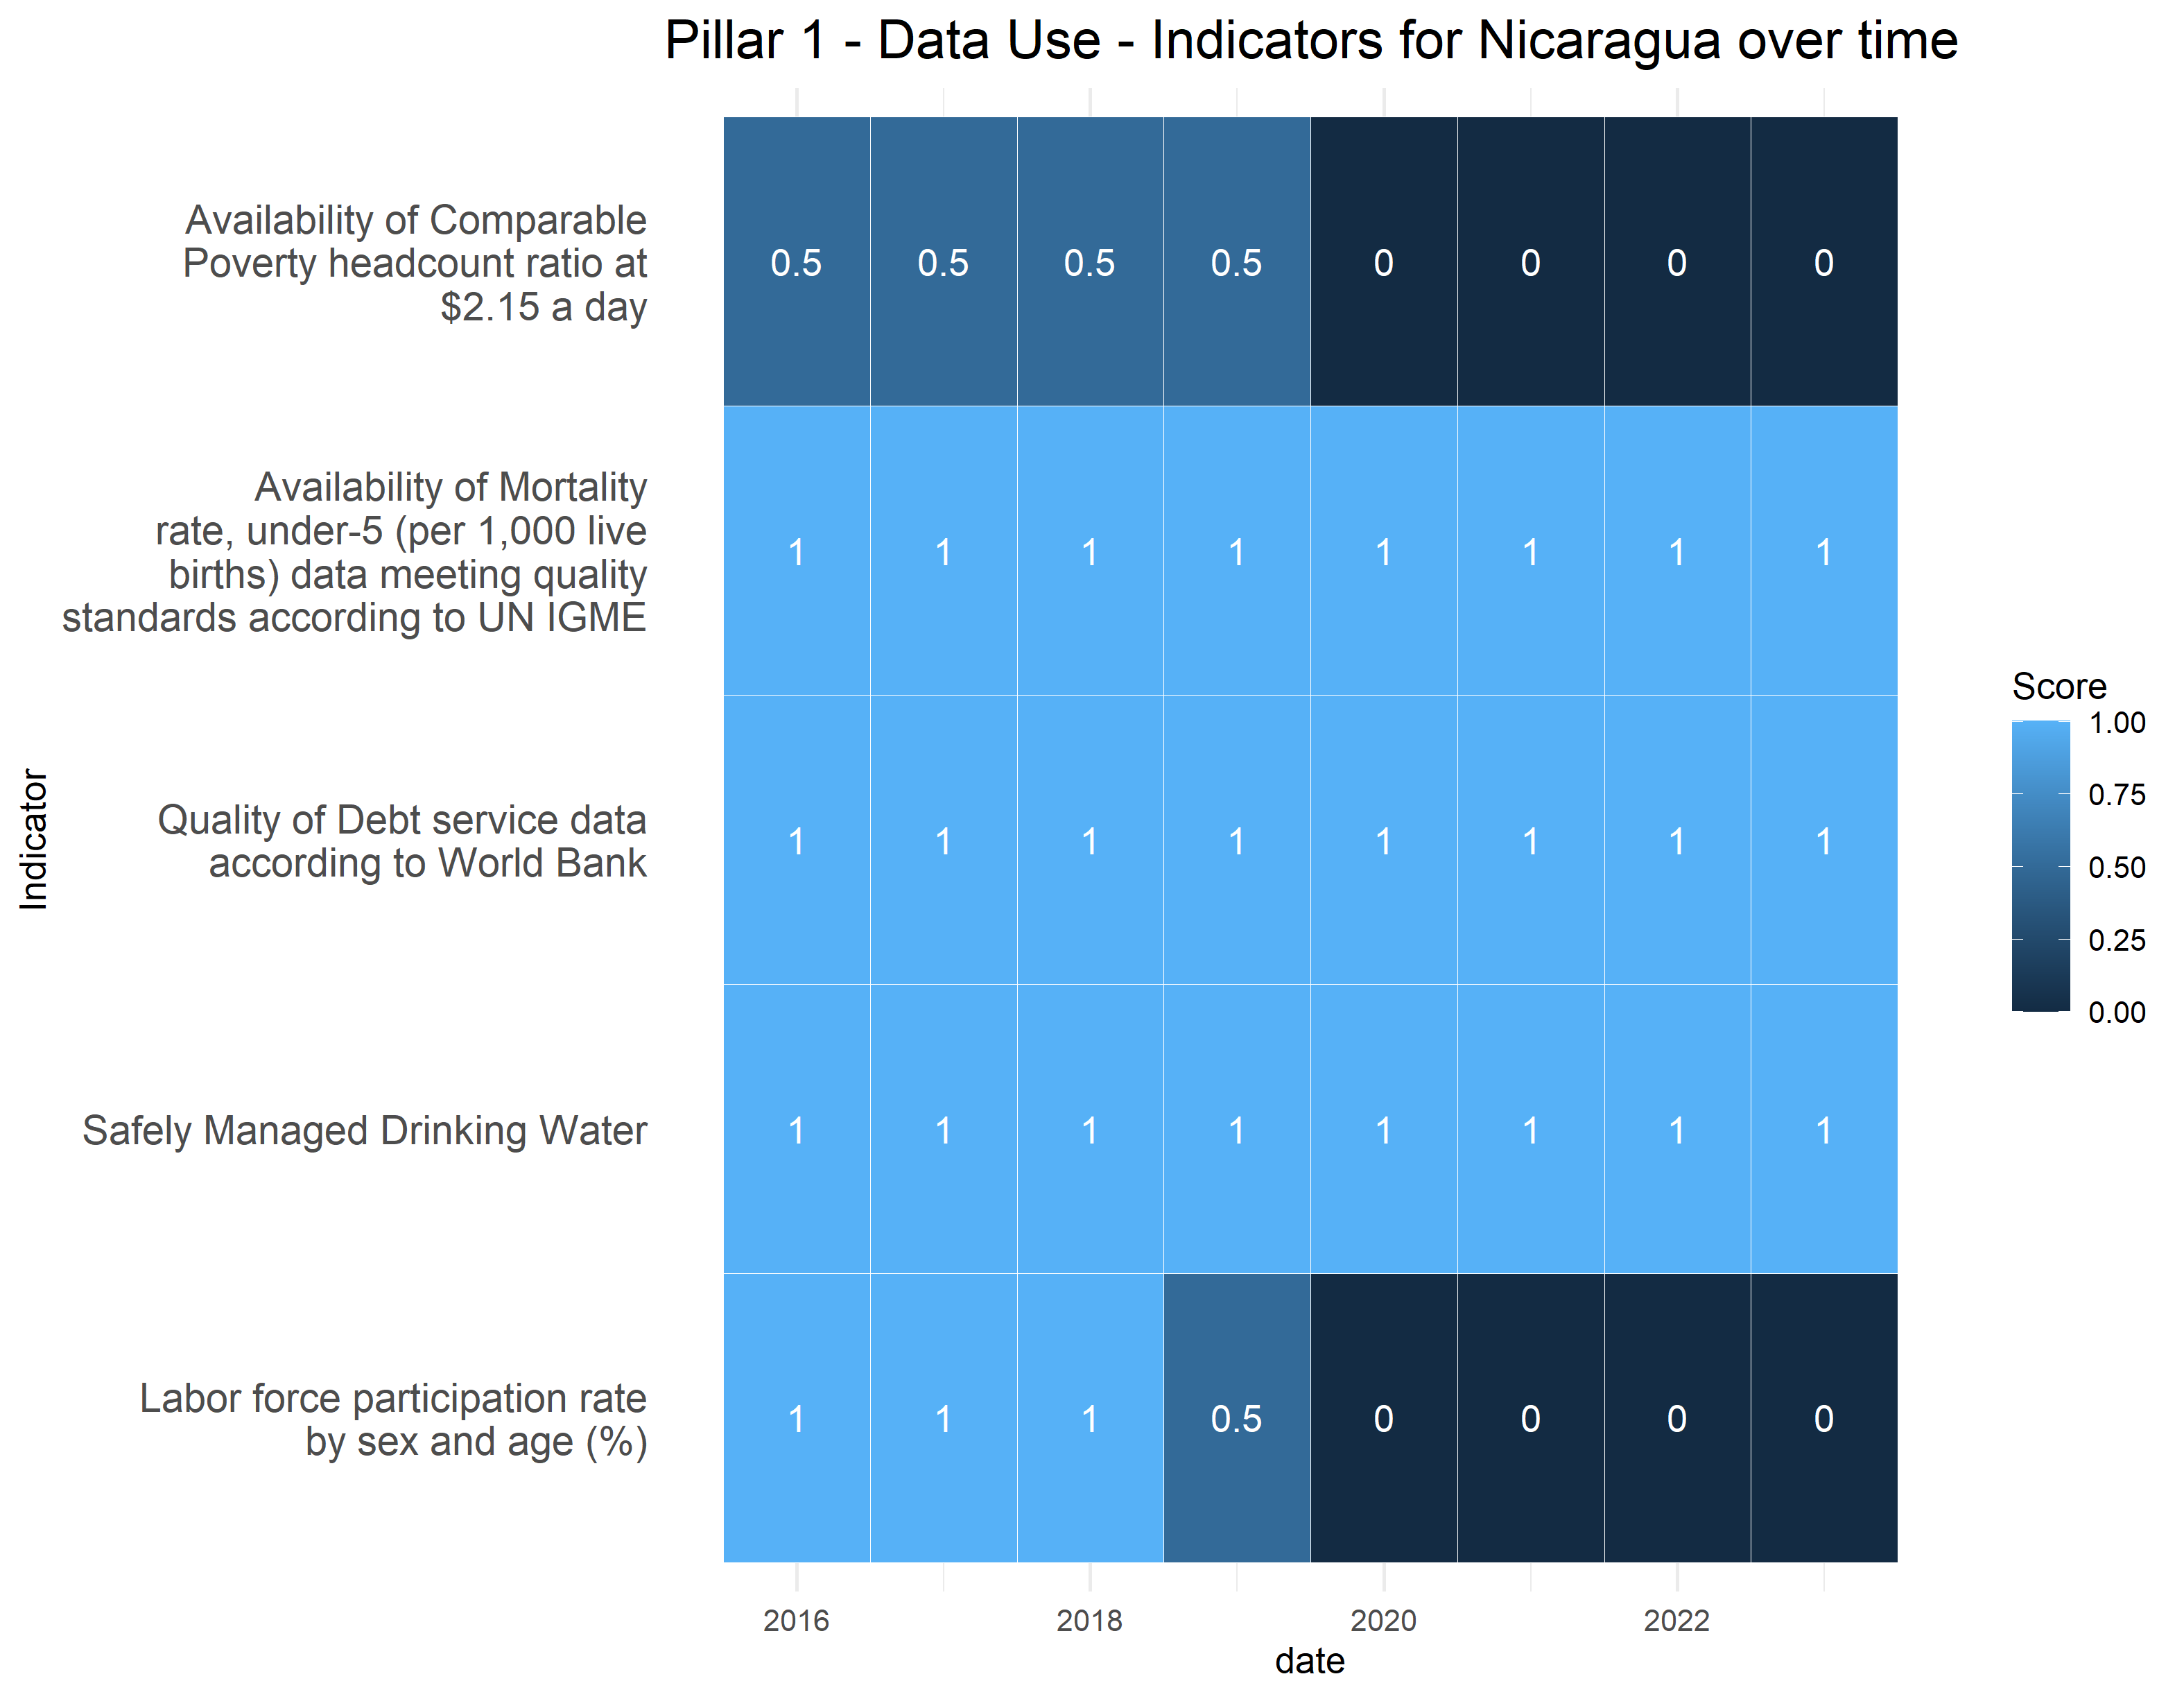 Pillar 1 - Data Use - Indicators for Nicaragua over time
Availability of Comparable
Poverty headcount ratio at
$2.15 a day
0.5 0.5 0.5 0.5 0 0 0 0
Availability of Mortality
rate, under-5 (per 1,000 live
births) data meeting quality
standards according to UN IGME
1 1 1 1 1 1 1 1
Quality of Debt service data
according to World Bank
1 1 1 1 1 1 1 1
Safely Managed Drinking Water
1 1 1 1 1 1 1 1
Labor force participation rate
by sex and age (%)
1 1 1 0.5 0 0 0 0
2016 2018 2020 2022
date
Indicator
Score
1.00
0.75
0.50
0.25
0.00